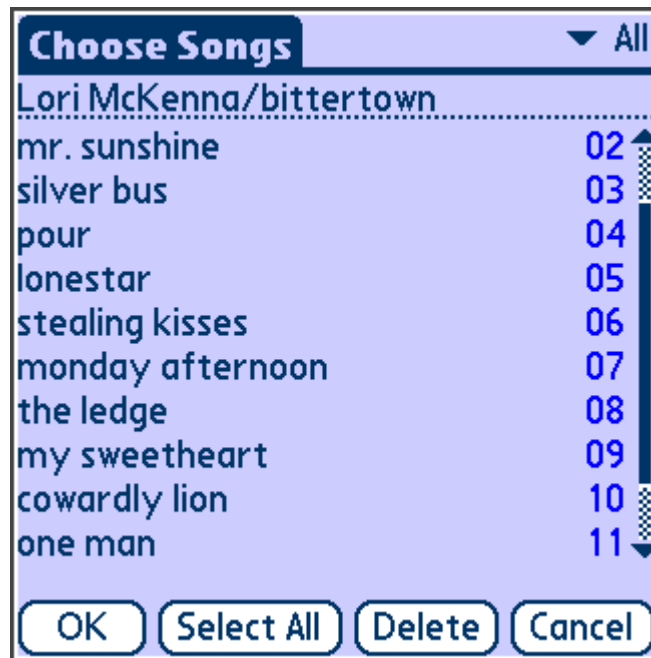 Choose Songs All
Lori McKenna/bittertown
mr. sunshine 02
silver bus 03
pour 04
lonestar 05
stealing kisses 06
monday afternoon 07
the ledge 08
my sweetheart 09
cowardly lion 10
one man 11
OK Select All Delete Cancel